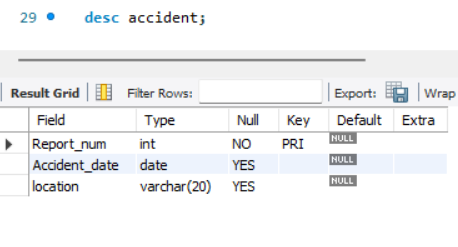 29 desc accident;
Result Grid Filter Rows: Export: Wrap
Field Type Null Key Default Extra
Report_num int NO PRI NULL
Accident_date date YES NULL
location varchar(20) YES NULL